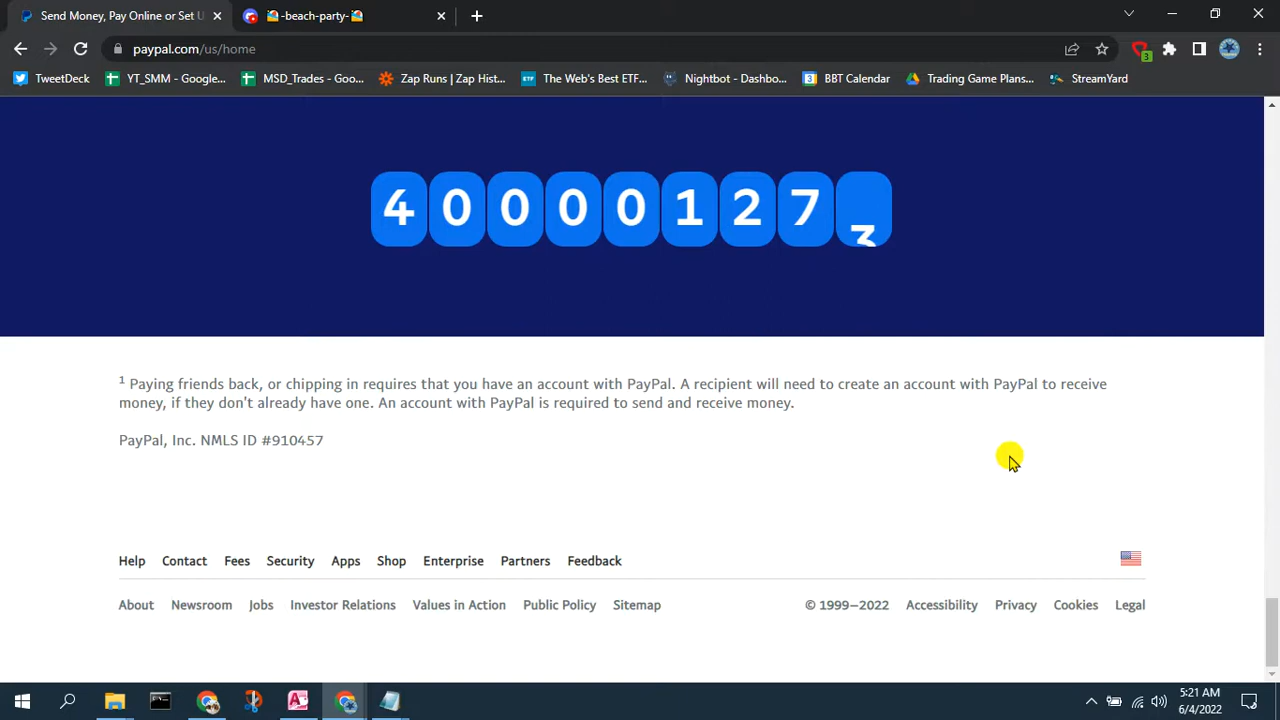 Send Money, Pay Online or Set U
-beach-party-
paypal.com/us/home
3
TweetDeck
YT_SMM - Google...
MSD_Trades - Goo...
Zap Runs | Zap Hist...
ETF
The Web's Best ETF...
Nightbot - Dashbo...
3
BBT Calendar
Trading Game Plans...
StreamYard
4 0 0 0 0 1 2 7 3
1 Paying friends back, or chipping in requires that you have an account with PayPal. A recipient will need to create an account with PayPal to receive
money, if they don't already have one. An account with PayPal is required to send and receive money.
PayPal, Inc. NMLS ID #910457
Help Contact Fees Security Apps Shop Enterprise Partners Feedback
About Newsroom Jobs Investor Relations Values in Action Public Policy Sitemap © 1999–2022 Accessibility Privacy Cookies Legal
5:21 AM
6/4/2022